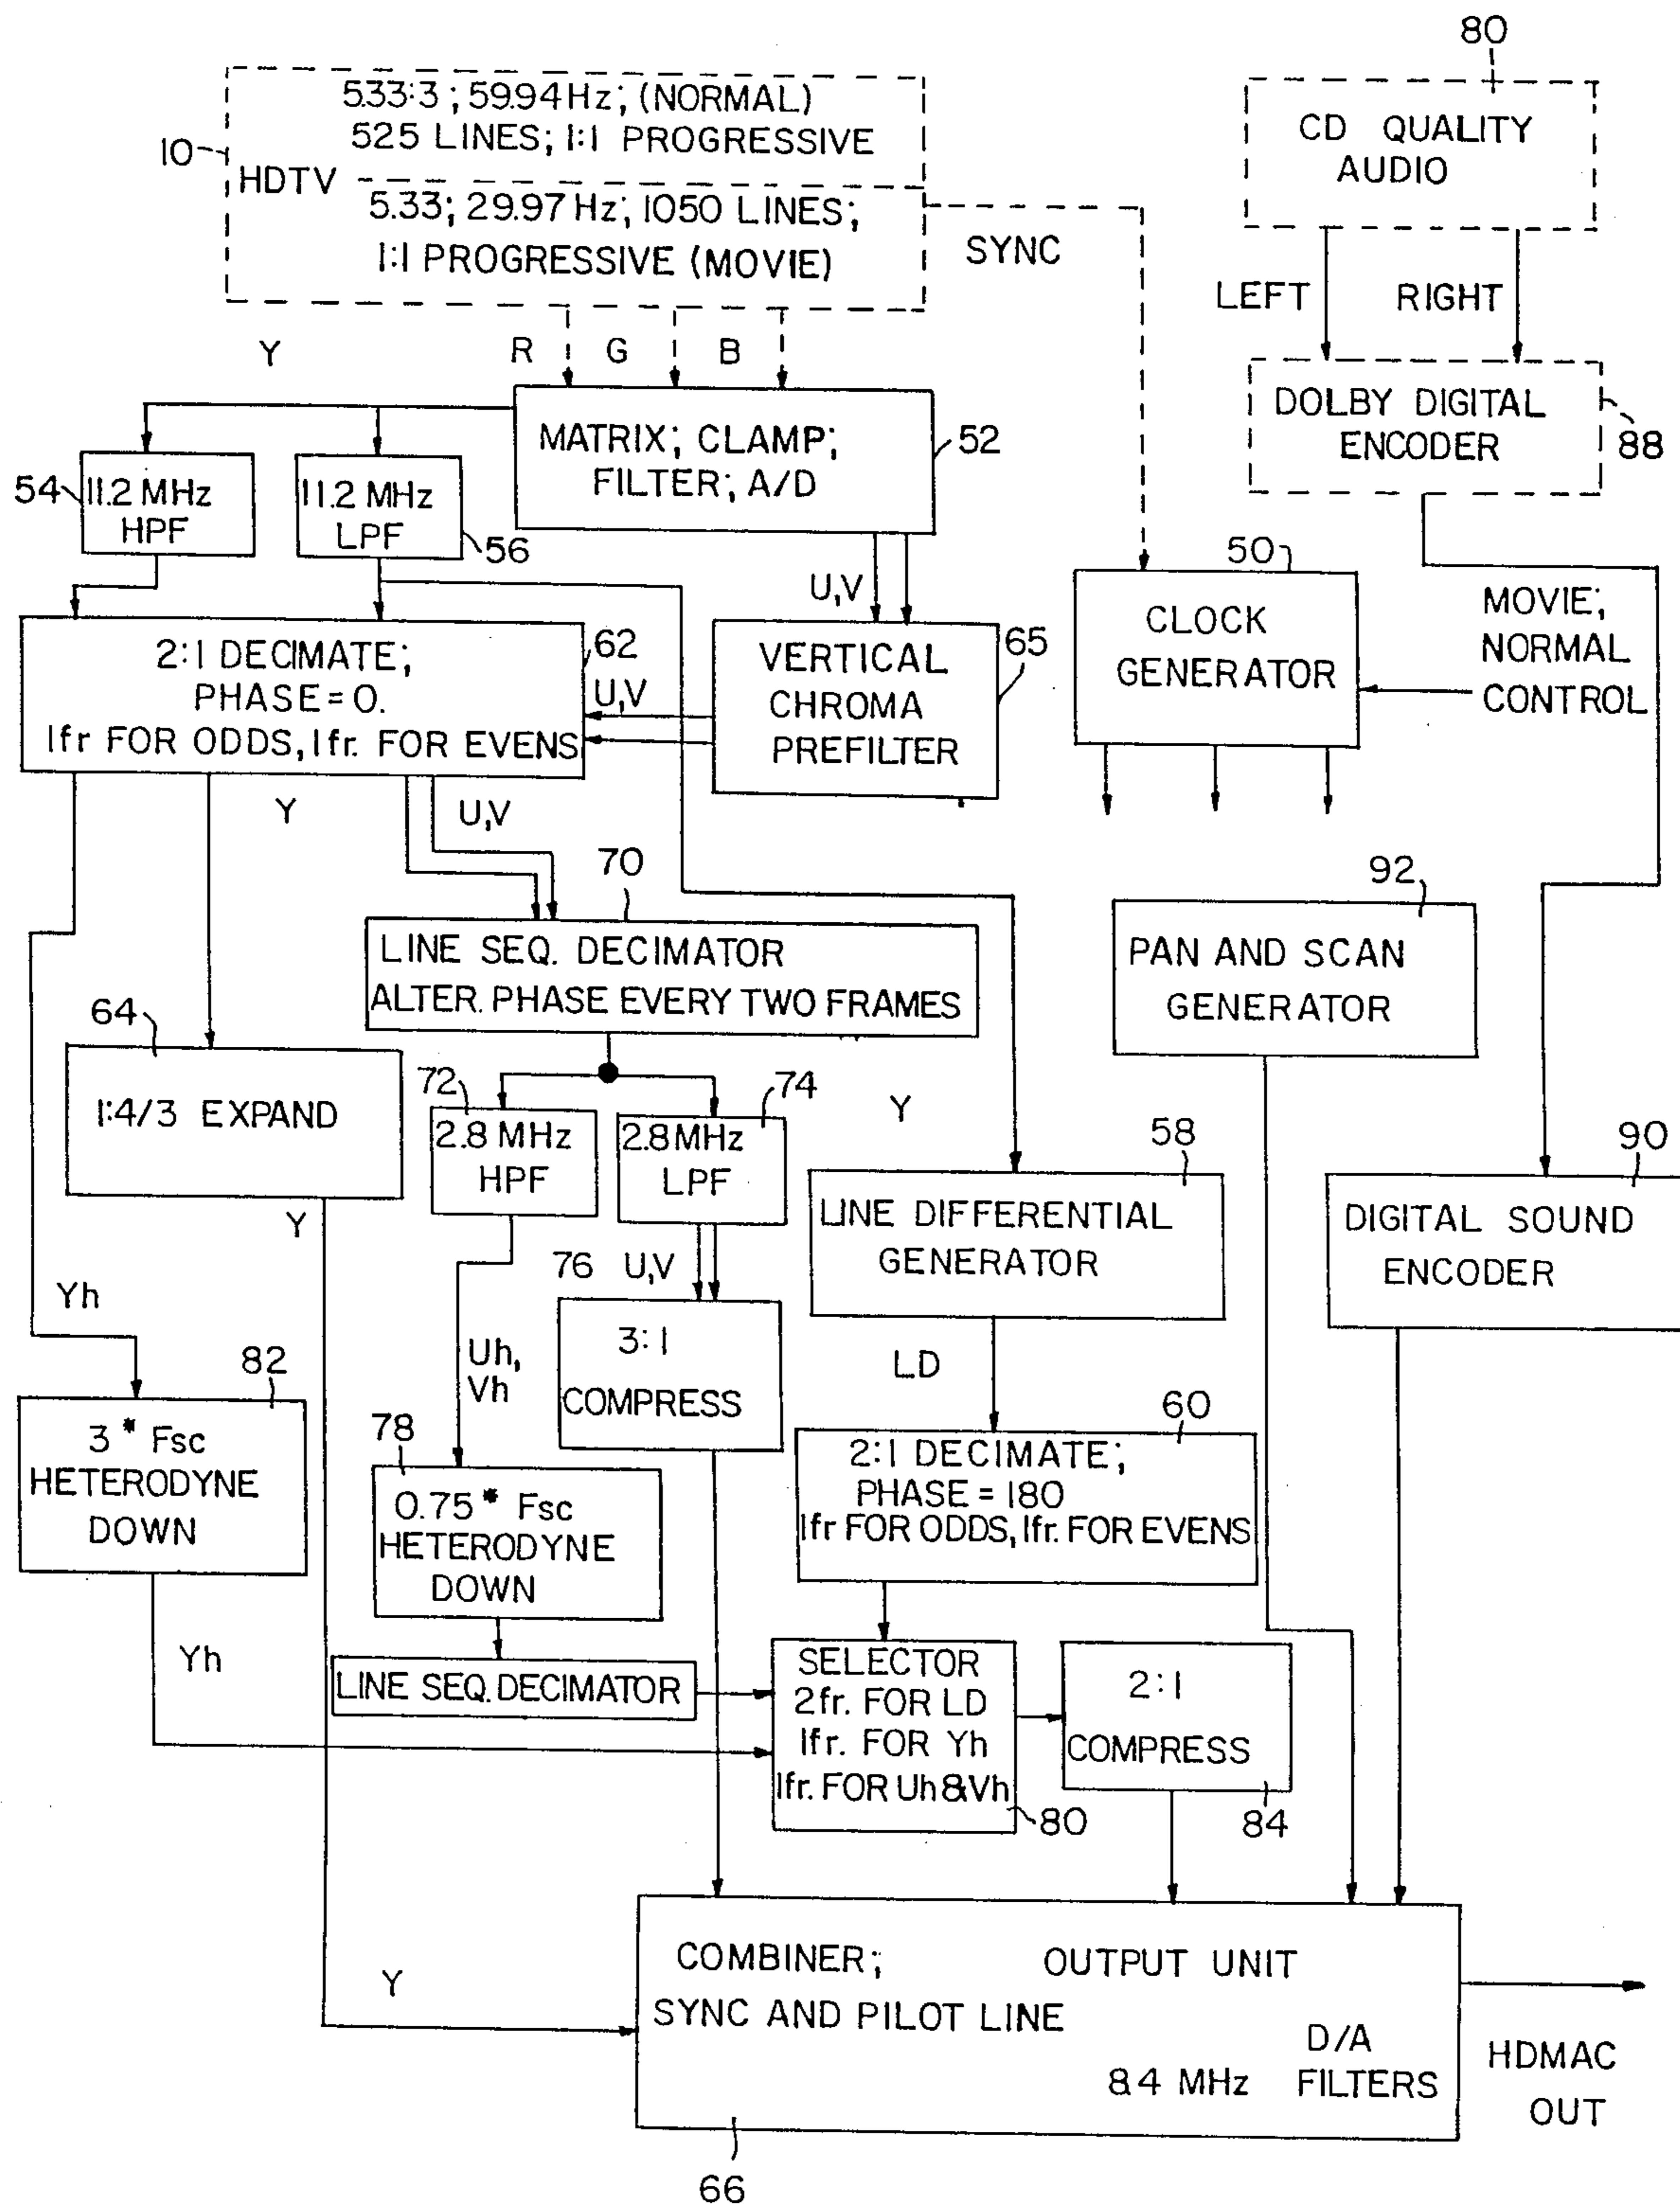 80
5.33:3; 59.94Hz; (NORMAL)
525 LINES; 1:1 PROGRESSIVE
10
HDTV
5.33; 29.97 Hz; 1050 LINES;
1:1 PROGRESSIVE (MOVIE)
SYNC
CD QUALITY
AUDIO
LEFT
RIGHT
Y
R
G
B
MATRIX; CLAMP;
FILTER; A/D
52
DOLBY DIGITAL
ENCODER
88
54
11.2 MHz
HPF
11.2 MHz
LPF
56
U,V
50
CLOCK
GENERATOR
MOVIE;
NORMAL
CONTROL
2:1 DECIMATE;
PHASE = 0.
1fr FOR ODDS, 1fr. FOR EVENS
62
U,V
VERTICAL
CHROMA
PREFILTER
65
Y
U,V
70
LINE SEQ. DECIMATOR
ALTER. PHASE EVERY TWO FRAMES
92
PAN AND SCAN
GENERATOR
64
1:4/3 EXPAND
72
2.8 MHz
HPF
74
2.8MHz
LPF
Y
58
LINE DIFFERENTIAL
GENERATOR
90
DIGITAL SOUND
ENCODER
Y
76
U,V
3:1
COMPRESS
Yh
Uh,
Vh
LD
82
3 * Fsc
HETERODYNE
DOWN
78
0.75 * Fsc
HETERODYNE
DOWN
60
2:1 DECIMATE;
PHASE = 180
1fr FOR ODDS, 1fr. FOR EVENS
Yh
LINE SEQ. DECIMATOR
SELECTOR
2fr. FOR LD
1fr. FOR Yh
1fr. FOR Uh & Vh
80
2:1
COMPRESS
84
Y
COMBINER; OUTPUT UNIT
SYNC AND PILOT LINE
D/A
8.4 MHz FILTERS
HDMAC
OUT
66